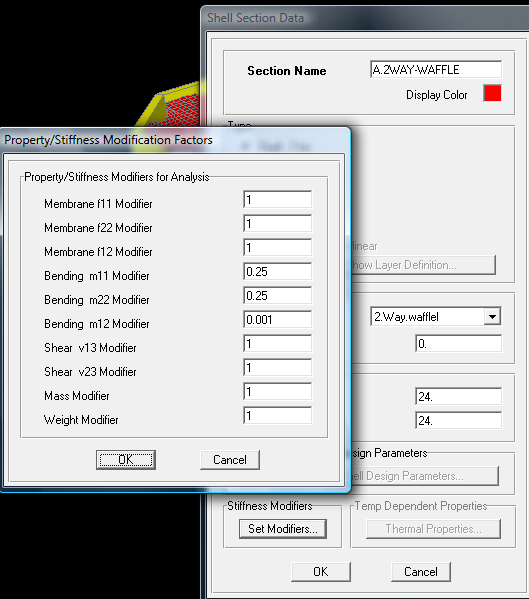 Shell Section Data
Section Name A.2WAY-WAFFLE
Display Color
Type
Property/Stiffness Modification Factors
Property/Stiffness Modifiers for Analysis
Membrane f11 Modifier 1
Membrane f22 Modifier 1
Membrane f12 Modifier 1
Bending m11 Modifier 0.25
Bending m22 Modifier 0.25
Bending m12 Modifier 0.001
Shear v13 Modifier 1
Shear v23 Modifier 1
Mass Modifier 1
Weight Modifier 1
OK Cancel
linear
how Layer Definition...
2.Way.wafflel
0.
24.
24.
sign Parameters
ell Design Parameters...
Stiffness Modifiers Temp Dependent Properties
Set Modifiers... Thermal Properties...
OK Cancel